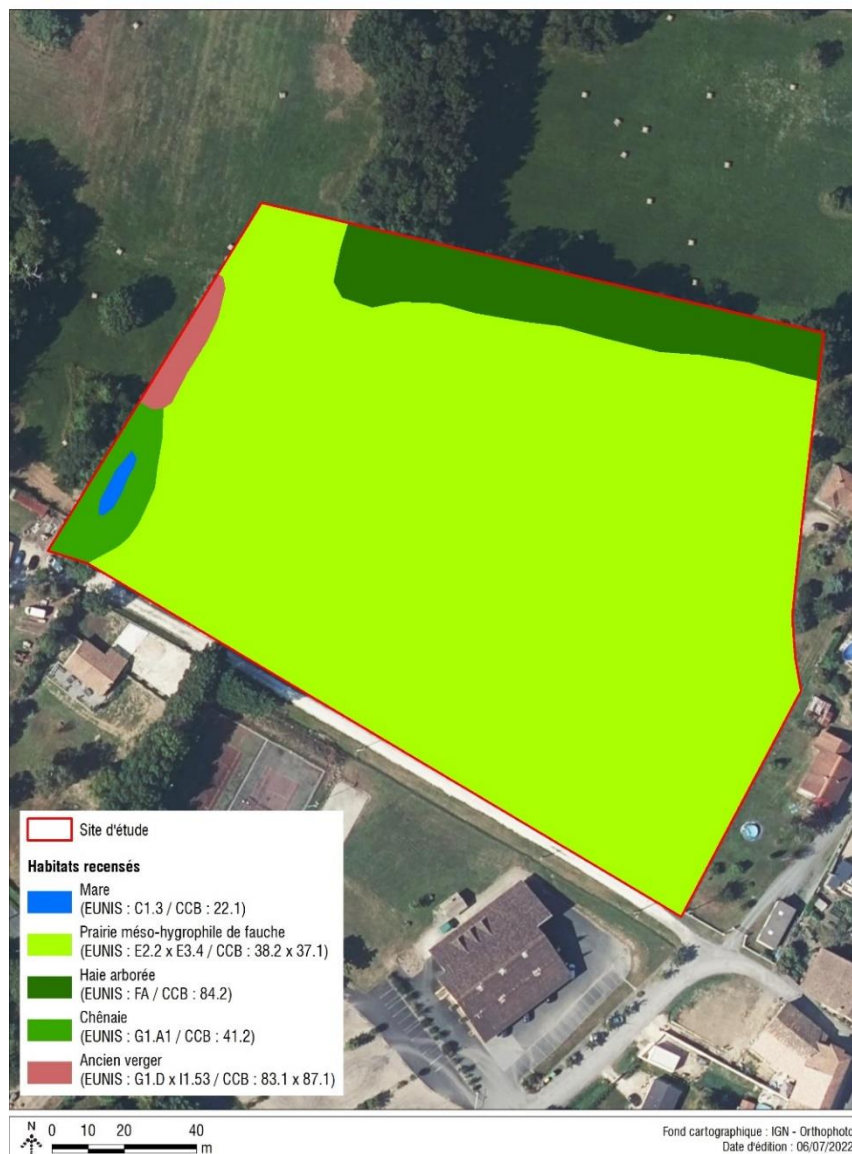 Site d'étude
Habitats recensés
Mare
(EUNIS : C1.3 / CCB : 22.1)
Prairie méso-hygrophile de fauche
(EUNIS : E2.2 x E3.4 / CCB : 38.2 x 37.1)
Haie arborée
(EUNIS : FA / CCB : 84.2)
Chênaie
(EUNIS : G1.A1 / CCB : 41.2)
Ancien verger
(EUNIS : G1.D x I1.53 / CCB : 83.1 x 87.1)
N 0 10 20 40
m
Fond cartographique : IGN - Orthophoto
Date d'édition : 06/07/2022